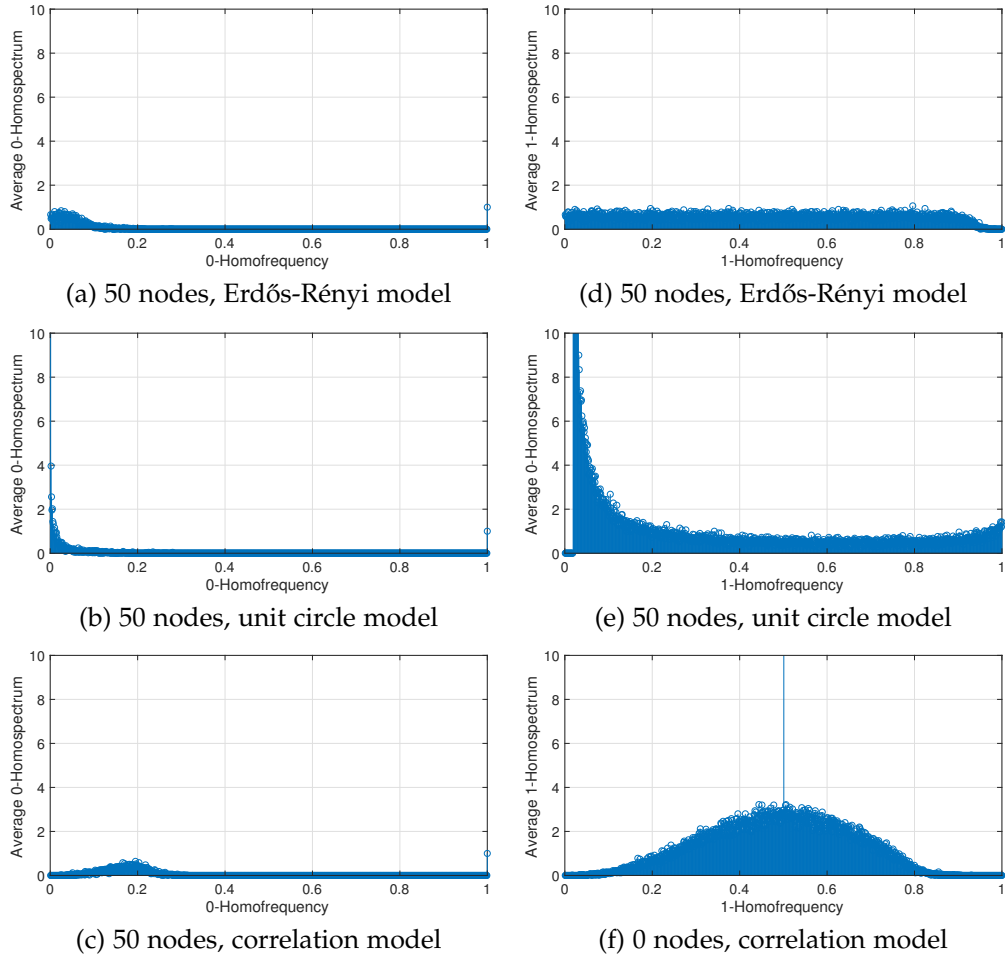 Average 0-Homospectrum
10
8
6
4
2
0
0 0.2 0.4 0.6 0.8 1
0-Homofrequency
(a) 50 nodes, Erdős-Rényi model
Average 1-Homospectrum
10
8
6
4
2
0
0.2 0.4 0.6 0.8 1
1-Homofrequency
(d) 50 nodes, Erdős-Rényi model
Average 0-Homospectrum
10
8
6
4
2
0
0 0.2 0.4 0.6 0.8 1
0-Homofrequency
(b) 50 nodes, unit circle model
Average 0-Homospectrum
10
8
6
4
2
0
0.2 0.4 0.6 0.8 1
1-Homofrequency
(e) 50 nodes, unit circle model
Average 0-Homospectrum
10
8
6
4
2
0
0 0.2 0.4 0.6 0.8 1
0-Homofrequency
(c) 50 nodes, correlation model
Average 1-Homospectrum
10
8
6
4
2
0
0.2 0.4 0.6 0.8 1
1-Homofrequency
(f) 0 nodes, correlation model